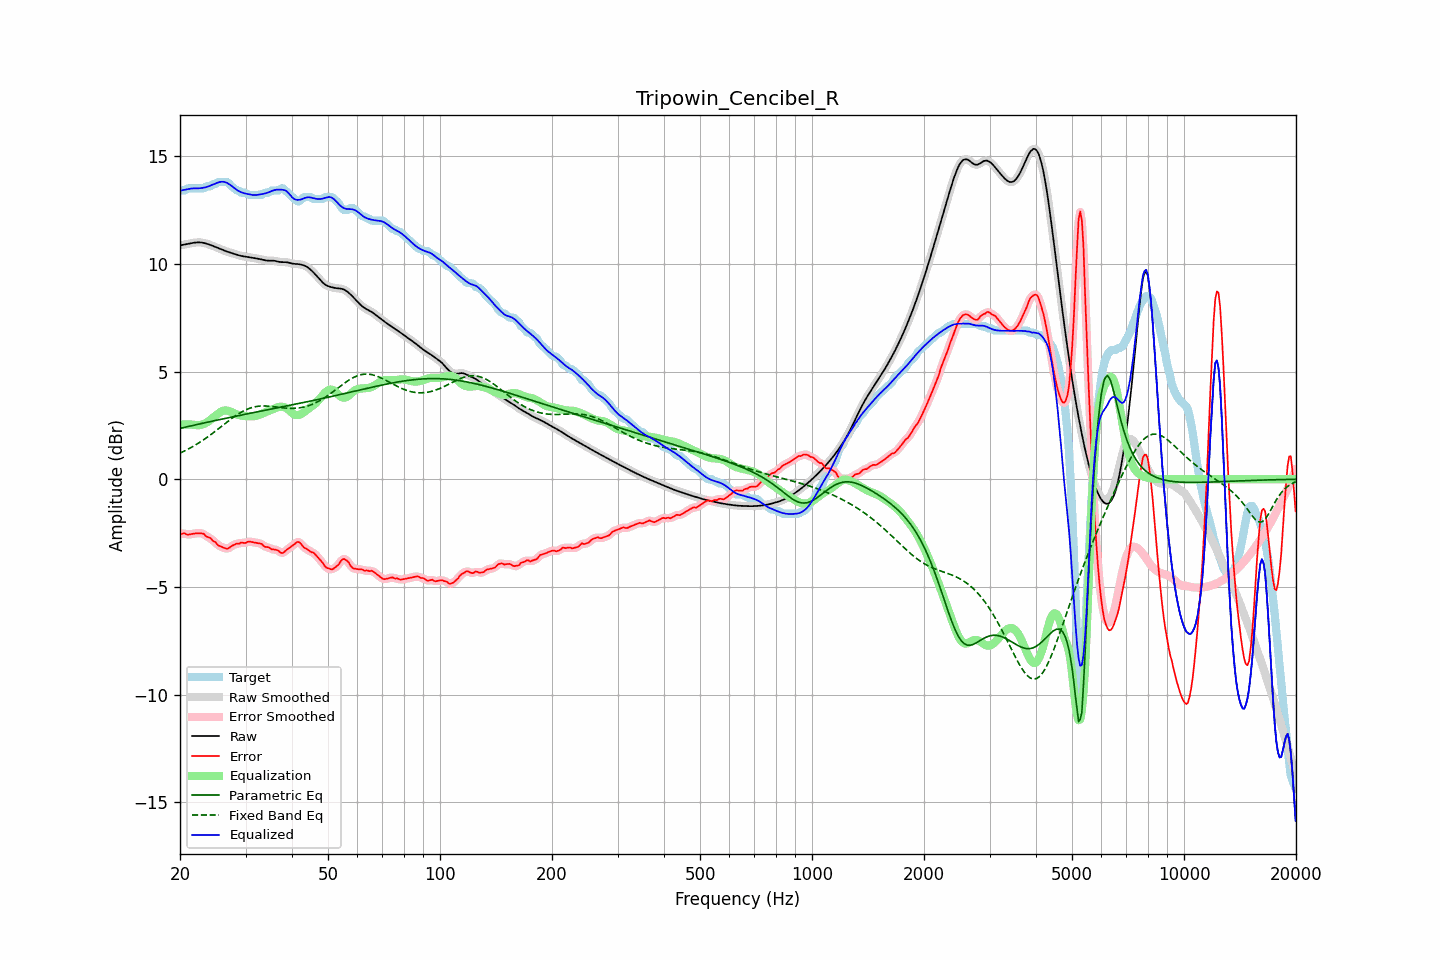 Tripowin_Cencibel_R
Amplitude (dBr)
15
10
5
0
−5
−10
−15
Target
Raw Smoothed
Error Smoothed
Raw
Error
Equalization
Parametric Eq
Fixed Band Eq
Equalized
20
50
100
200
500
1000
2000
5000
10000
20000
Frequency (Hz)